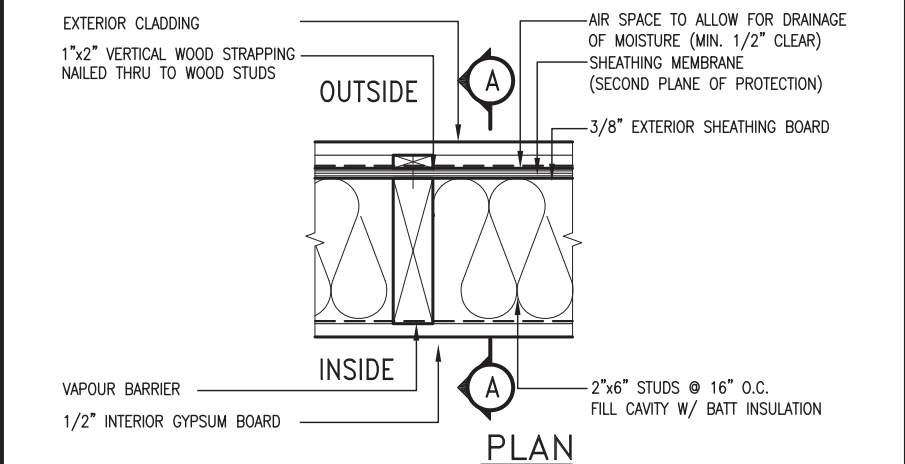 EXTERIOR CLADDING
1"x2" VERTICAL WOOD STRAPPING
NAILED THRU TO WOOD STUDS
OUTSIDE
A
AIR SPACE TO ALLOW FOR DRAINAGE
OF MOISTURE (MIN. 1/2" CLEAR)
SHEATHING MEMBRANE
(SECOND PLANE OF PROTECTION)
3/8" EXTERIOR SHEATHING BOARD
INSIDE
A
VAPOUR BARRIER
1/2" INTERIOR GYPSUM BOARD
2"x6" STUDS @ 16" O.C.
FILL CAVITY W/ BATT INSULATION
PLAN